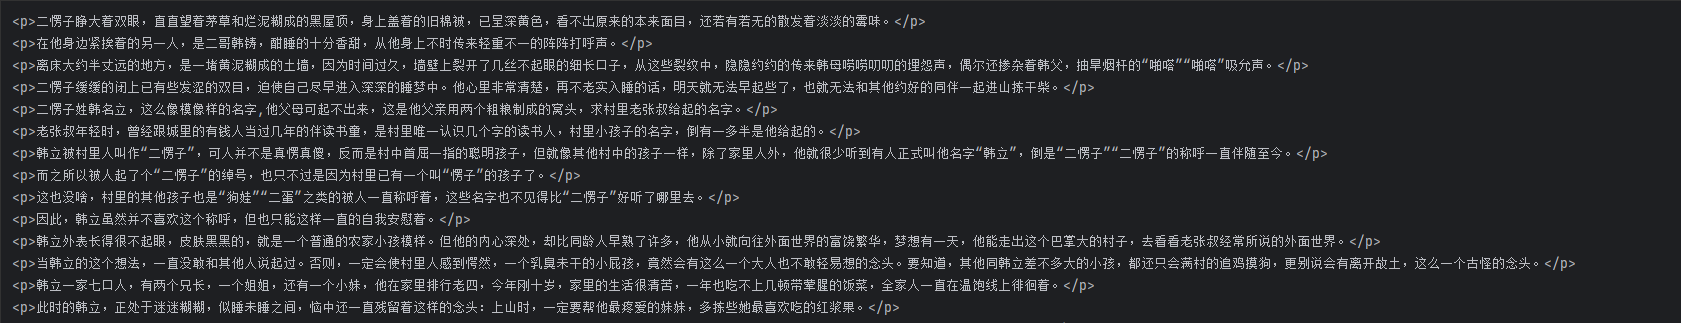 <p>二愣子睁大着双眼，直直望着茅草和烂泥糊成的黑屋顶，身上盖着的旧棉被，已呈深黄色，看不出原来的本来面目，还若有若无的散发着淡淡的霉味。</p>
<p>在他身边紧挨着的另一人，是二哥韩铸，酣睡的十分香甜，从他身上不时传来轻重不一的阵阵打呼声。</p>
<p>离床大约半丈远的地方，是一堵黄泥糊成的土墙，因为时间过久，墙壁上裂开了几丝不起眼的细长口子，从这些裂纹中，隐隐约约的传来韩母唠唠叨叨的埋怨声，偶尔还掺杂着韩父，抽旱烟杆的“啪嗒”“啪嗒”吸允声。</p>
<p>二愣子缓缓的闭上已有些发涩的双目，迫使自己尽早进入深深的睡梦中。他心里非常清楚，再不老实入睡的话，明天就无法早起些了，也就无法和其他约好的同伴一起进山拣干柴。</p>
<p>二愣子姓韩名立，这么像模像样的名字,他父母可起不出来，这是他父亲用两个粗粮制成的窝头，求村里老张叔给起的名字。</p>
<p>老张叔年轻时，曾经跟城里的有钱人当过几年的伴读书童，是村里唯一认识几个字的读书人，村里小孩子的名字，倒有一多半是他给起的。</p>
<p>韩立被村里人叫作“二愣子”，可人并不是真愣真傻，反而是村中首屈一指的聪明孩子，但就像其他村中的孩子一样，除了家里人外，他就很少听到有人正式叫他名字“韩立”，倒是“二愣子”“二愣子”的称呼一直伴随至今。</p>
<p>而之所以被人起了个“二愣子”的绰号，也只不过是因为村里已有一个叫“愣子”的孩子了。</p>
<p>这也没啥，村里的其他孩子也是“狗娃”“二蛋”之类的被人一直称呼着，这些名字也不见得比“二愣子”好听了哪里去。</p>
<p>因此，韩立虽然并不喜欢这个称呼，但也只能这样一直的自我安慰着。</p>
<p>韩立外表长得很不起眼，皮肤黑黑的，就是一个普通的农家小孩模样。但他的内心深处，却比同龄人早熟了许多，他从小就向往外面世界的富饶繁华，梦想有一天，他能走出这个巴掌大的村子，去看看老张叔经常所说的外面世界。</p>
<p>当韩立的这个想法，一直没敢和其他人说起过。否则，一定会使村里人感到愕然，一个乳臭未干的小屁孩，竟然会有这么一个大人也不敢轻易想的念头。要知道，其他同韩立差不多大的小孩，都还只会满村的追鸡摸狗，更别说会有离开故土，这么一个古怪的念头。</p>
<p>韩立一家七口人，有两个兄长，一个姐姐，还有一个小妹，他在家里排行老四，今年刚十岁，家里的生活很清苦，一年也吃不上几顿带荤腥的饭菜，全家人一直在温饱线上徘徊着。</p>
<p>此时的韩立，正处于迷迷糊糊，似睡未睡之间，恼中还一直残留着这样的念头：上山时，一定要帮他最疼爱的妹妹，多拣些她最喜欢吃的红浆果。</p>